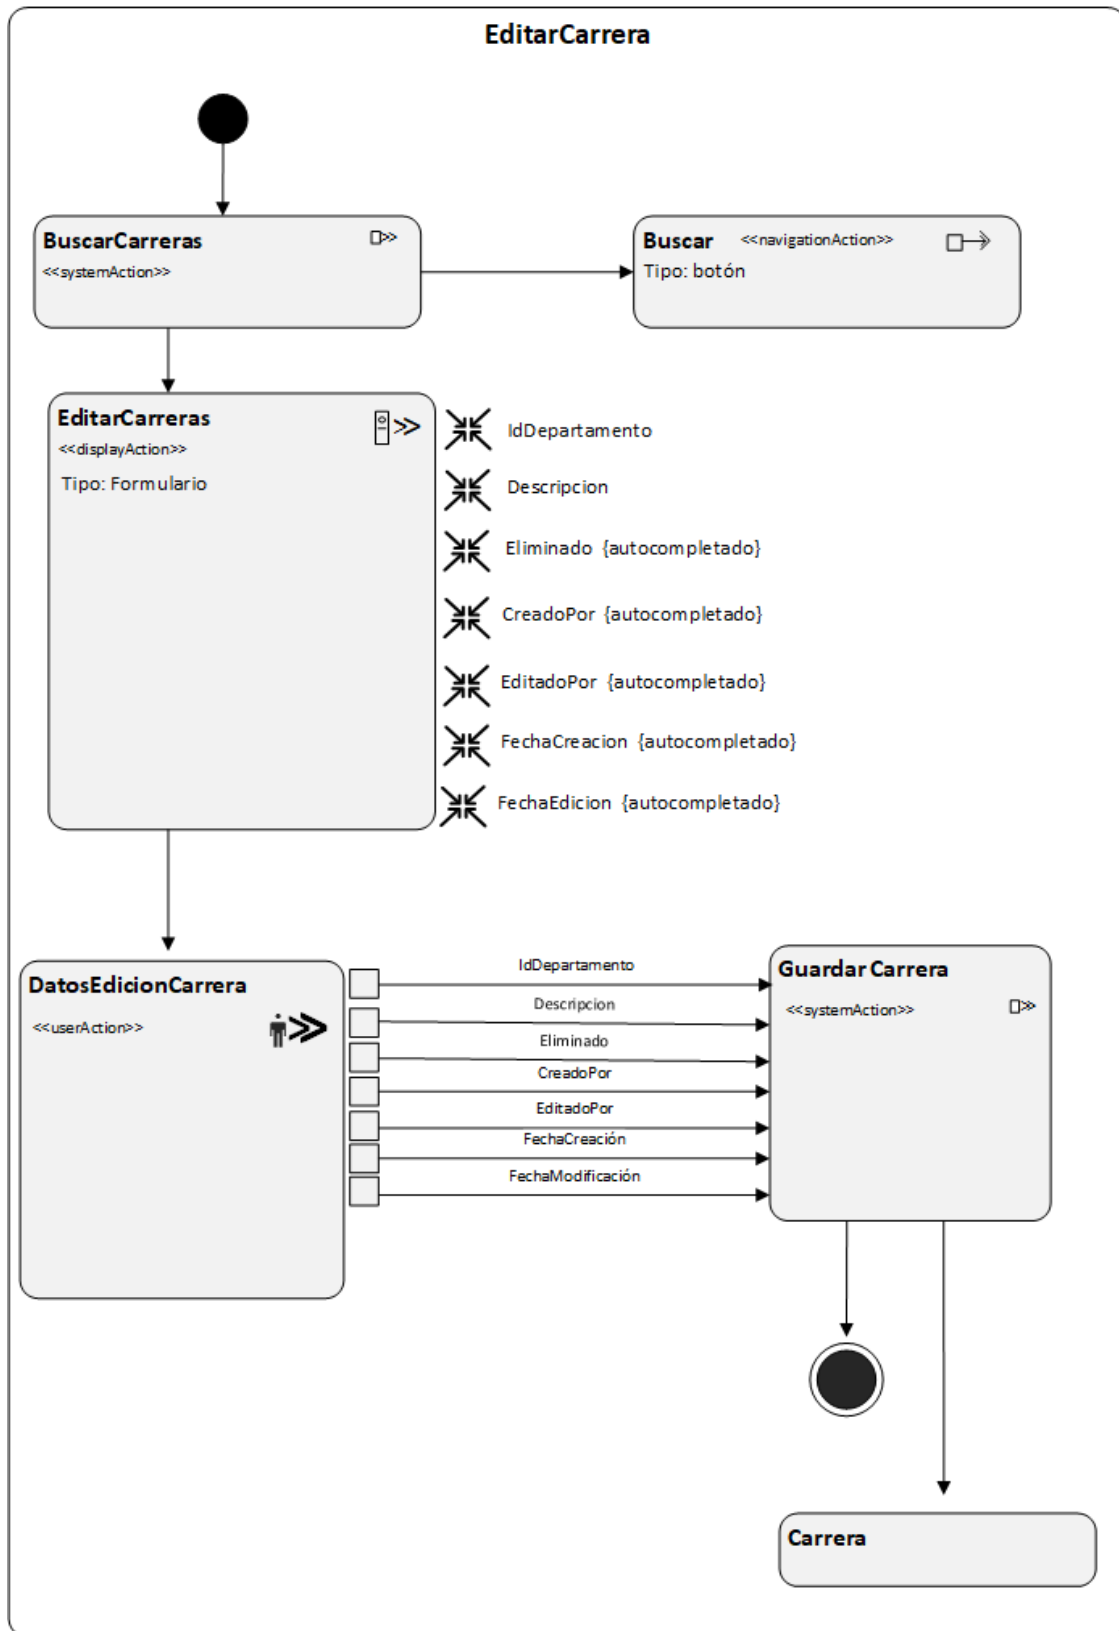 EditarCarrera
BuscarCarreras
<<systemAction>>
Buscar <<navigationAction>>
Tipo: botón
EditarCarreras
<<displayAction>>
Tipo: Formulario
IdDepartamento
Descripcion
Eliminado {autocompletado}
CreadoPor {autocompletado}
EditadoPor {autocompletado}
FechaCreacion {autocompletado}
FechaEdicion {autocompletado}
DatosEdicionCarrera
<<userAction>>
IdDepartamento
Descripcion
Eliminado
CreadoPor
EditadoPor
FechaCreación
FechaModificación
Guardar Carrera
<<systemAction>>
Carrera